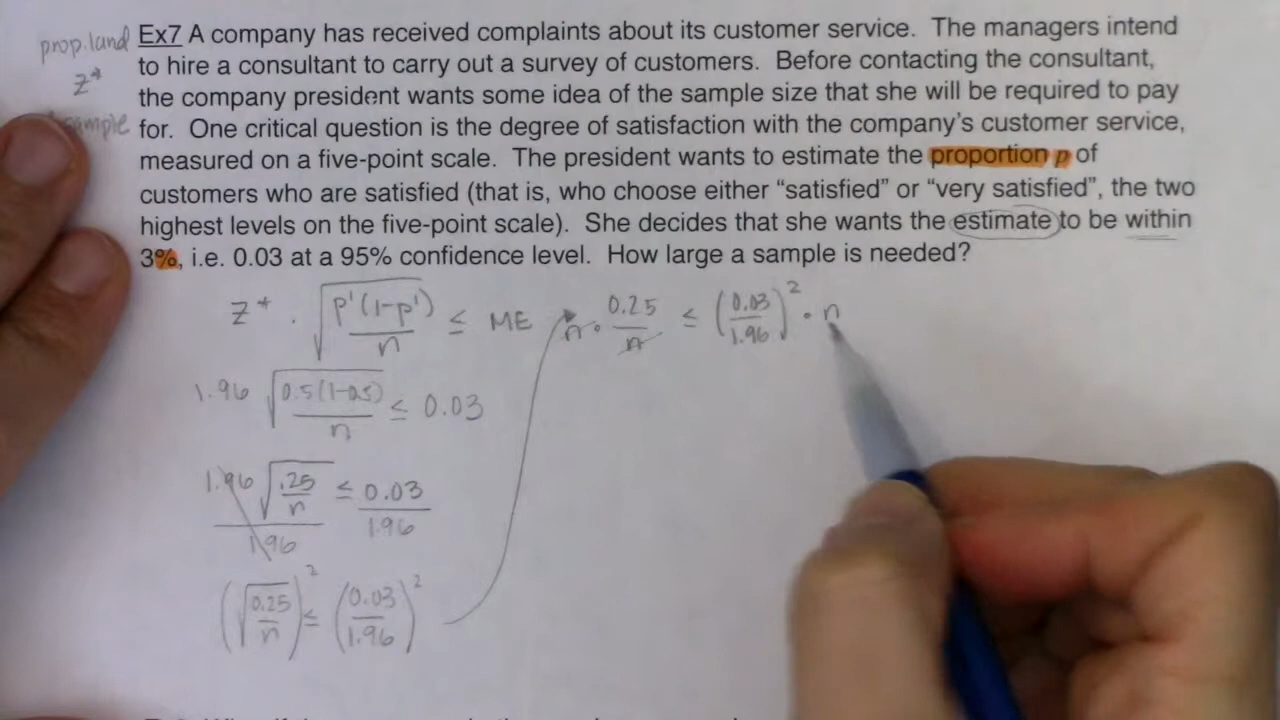 prop.land Ex7 A company has received complaints about its customer service. The managers intend
z* to hire a consultant to carry out a survey of customers. Before contacting the consultant,
the company president wants some idea of the sample size that she will be required to pay
sample for. One critical question is the degree of satisfaction with the company's customer service,
measured on a five-point scale. The president wants to estimate the proportion p of
customers who are satisfied (that is, who choose either “satisfied” or “very satisfied”, the two
highest levels on the five-point scale). She decides that she wants the estimate to be within
3%, i.e. 0.03 at a 95% confidence level. How large a sample is needed?
z* · √(p'(1-p')/n) ≤ ME
1.96 √(0.5(1-0.5)/n) ≤ 0.03
1.96 √(.25/n) / 1.96 ≤ 0.03/1.96
(√(0.25/n))² ≤ (0.03/1.96)²
n · 0.25/n ≤ (0.03/1.96)² · n